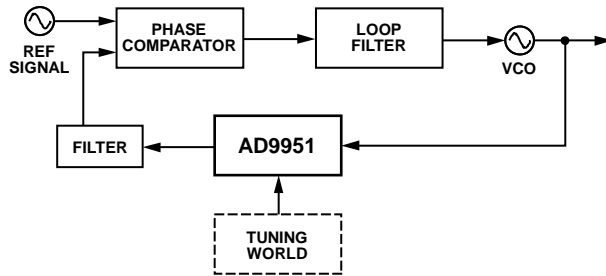 REF
SIGNAL
PHASE
COMPARATOR
LOOP
FILTER
VCO
FILTER
AD9951
TUNING
WORLD